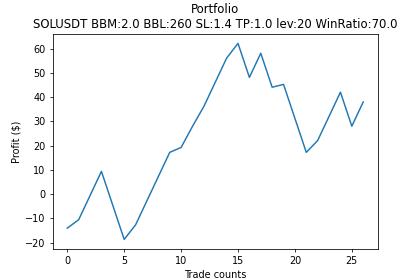 Portfolio
SOLUSDT BBM:2.0 BBL:260 SL:1.4 TP:1.0 lev:20 WinRatio:70.0
60
50
40
30
20
10
0
−10
−20
Profit ($)
0 5 10 15 20 25
Trade counts